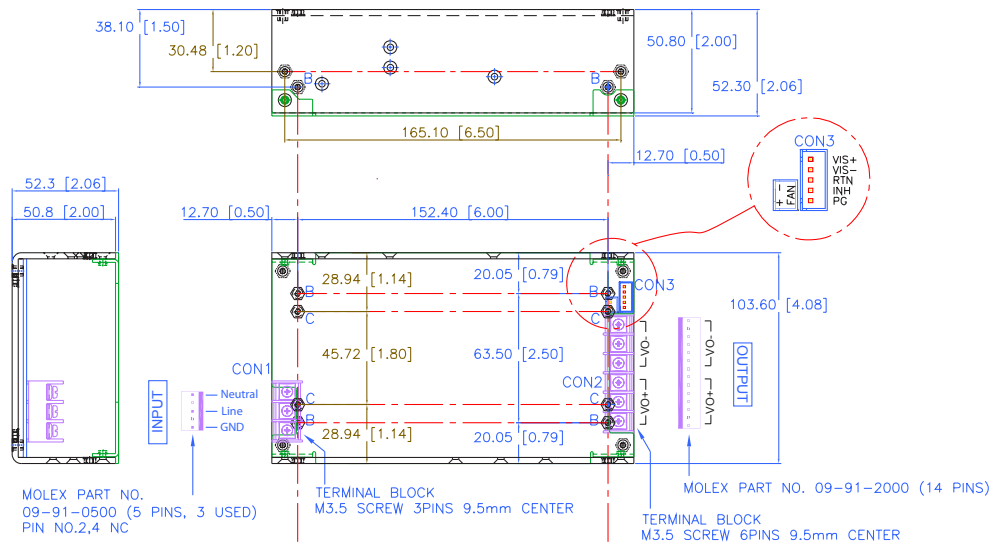 38.10 [1.50]
30.48 [1.20]
50.80 [2.00]
52.30 [2.06]
B
B
165.10 [6.50]
12.70 [0.50]
CON3
VIS+
VIS-
RTN
INH
PG
- +
FAN
52.3 [2.06]
50.8 [2.00]
12.70 [0.50]
152.40 [6.00]
28.94 [1.14]
20.05 [0.79]
CON3
B
B
C
C
103.60 [4.08]
45.72 [1.80]
63.50 [2.50]
VO-
VO-
OUTPUT
CON1
CON2
VO+
VO+
INPUT
Neutral
Line
GND
C
C
B
B
28.94 [1.14]
20.05 [0.79]
MOLEX PART NO.
09-91-0500 (5 PINS, 3 USED)
PIN NO.2,4 NC
TERMINAL BLOCK
M3.5 SCREW 3PINS 9.5mm CENTER
MOLEX PART NO. 09-91-2000 (14 PINS)
TERMINAL BLOCK
M3.5 SCREW 6PINS 9.5mm CENTER